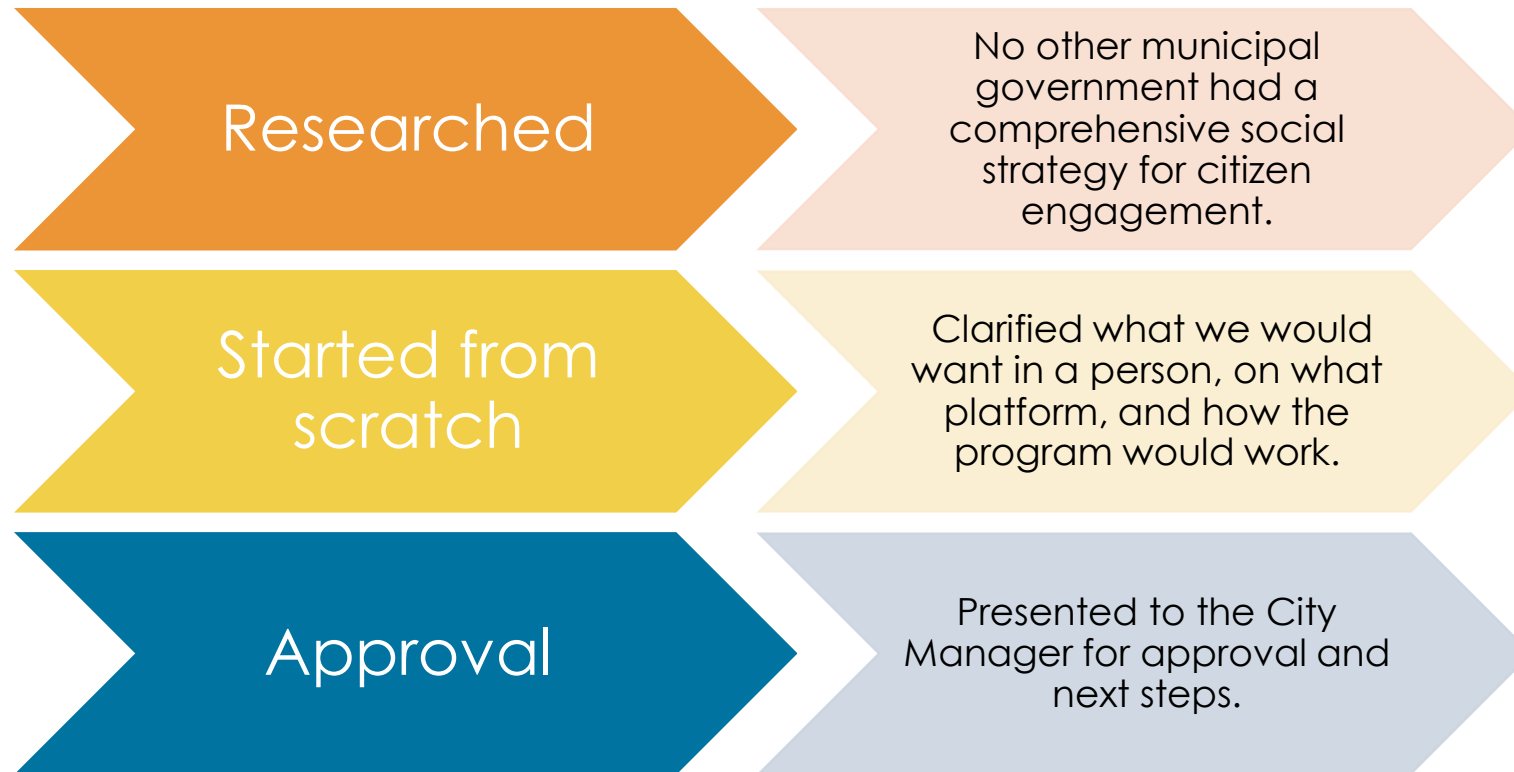 Researched
No other municipal
government had a
comprehensive social
strategy for citizen
engagement.
Started from
scratch
Clarified what we would
want in a person, on what
platform, and how the
program would work.
Approval
Presented to the City
Manager for approval and
next steps.